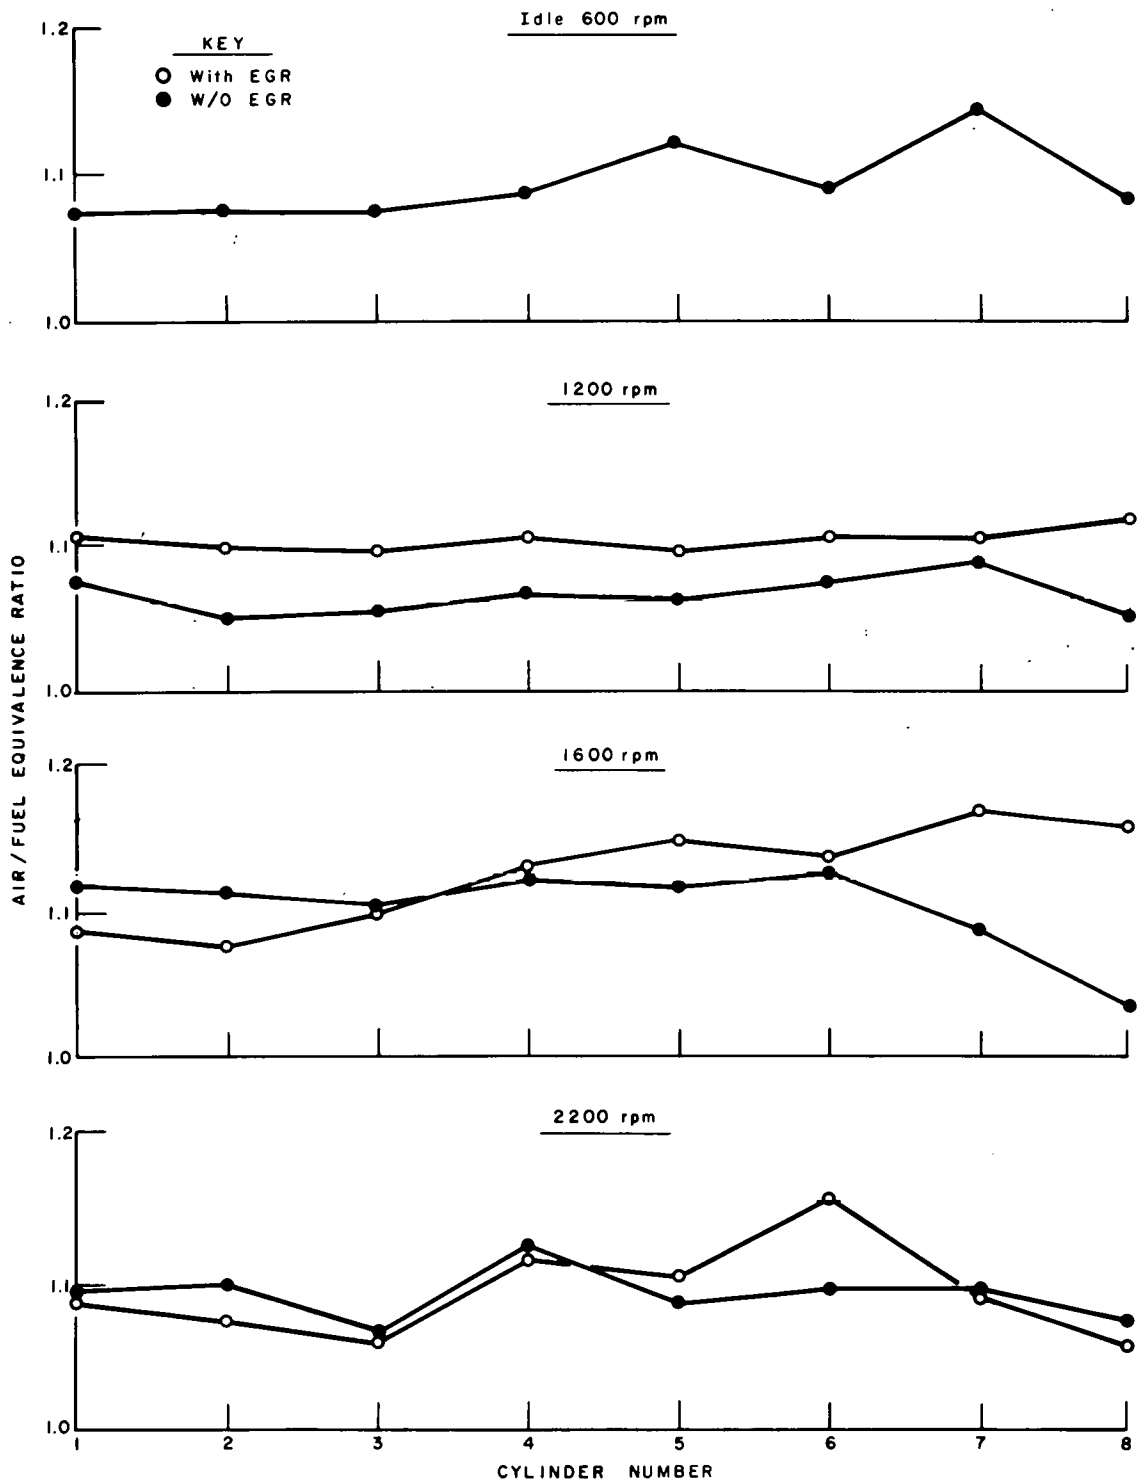 Idle 600 rpm
1.2
KEY
With EGR
W/O EGR
1.1
1.0
1200 rpm
1.2
1.1
1.0
AIR/FUEL EQUIVALENCE RATIO
1600 rpm
1.2
1.1
1.0
2200 rpm
1.2
1.1
1.0
1 2 3 4 5 6 7 8
CYLINDER NUMBER